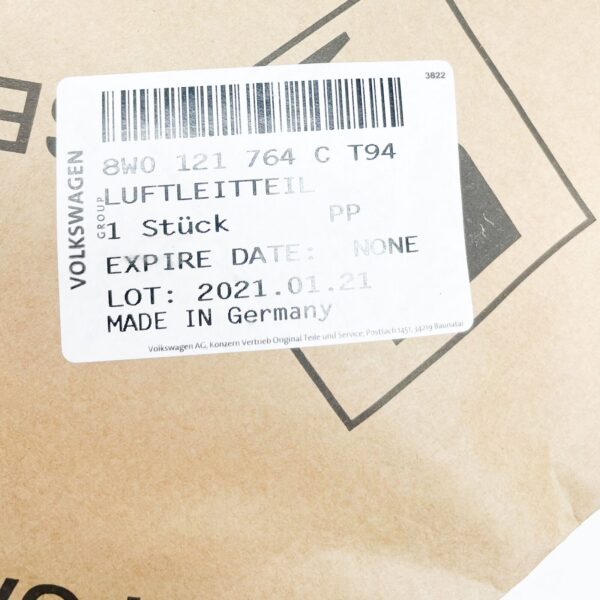 3822
VOLKSWAGEN
GROUP
8W0 121 764 C T94
LUFTLEITTEIL
1 Stück PP
EXPIRE DATE: NONE
LOT: 2021.01.21
MADE IN Germany
Volkswagen AG, Konzern Vertrieb Original Teile und Service, Postfach 1451, 34219 Baunatal